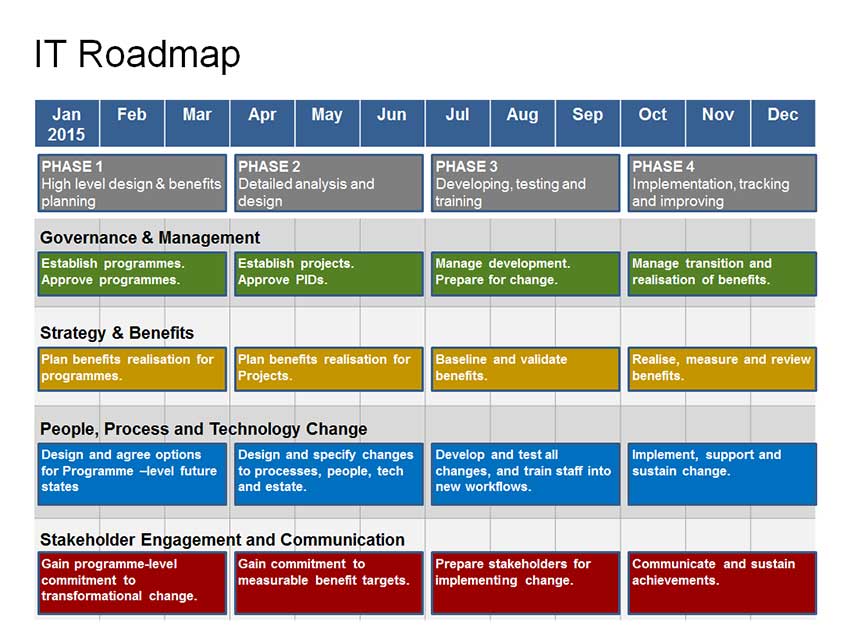 IT Roadmap
Jan Feb Mar Apr May Jun Jul Aug Sep Oct Nov Dec
2015
PHASE 1
High level design & benefits
planning
PHASE 2
Detailed analysis and
design
PHASE 3
Developing, testing and
training
PHASE 4
Implementation, tracking
and improving
Governance & Management
Establish programmes.
Approve programmes.
Establish projects.
Approve PIDs.
Manage development.
Prepare for change.
Manage transition and
realisation of benefits.
Strategy & Benefits
Plan benefits realisation for
programmes.
Plan benefits realisation for
Projects.
Baseline and validate
benefits.
Realise, measure and review
benefits.
People, Process and Technology Change
Design and agree options
for Programme –level future
states
Design and specify changes
to processes, people, tech
and estate.
Develop and test all
changes, and train staff into
new workflows.
Implement, support and
sustain change.
Stakeholder Engagement and Communication
Gain programme-level
commitment to
transformational change.
Gain commitment to
measurable benefit targets.
Prepare stakeholders for
implementing change.
Communicate and sustain
achievements.